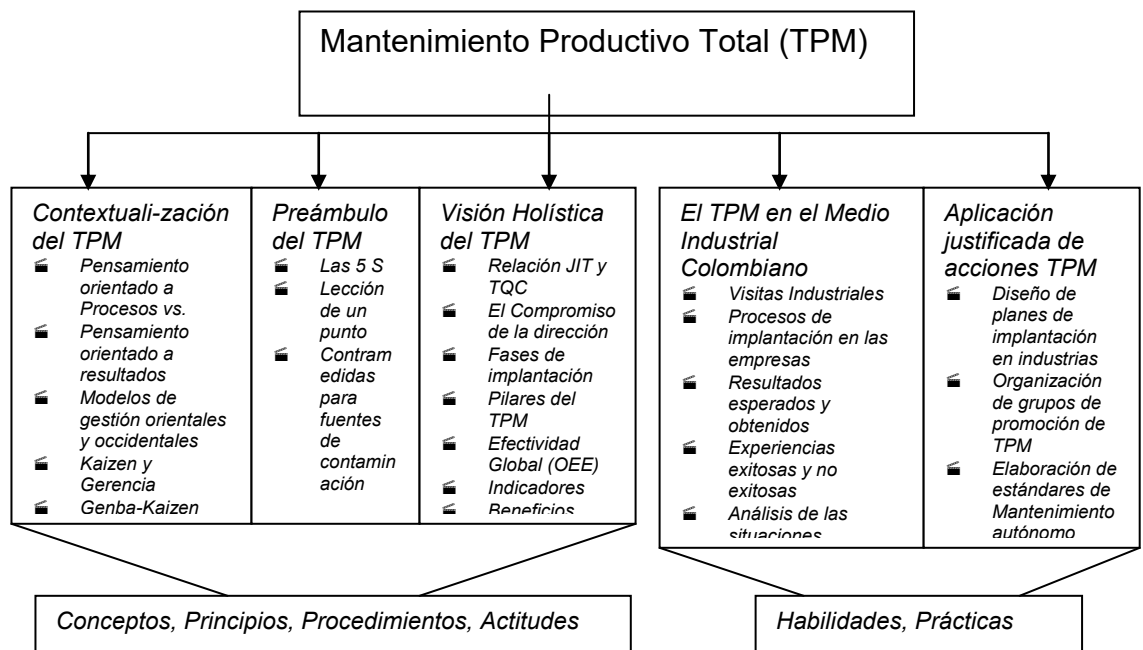 Mantenimiento Productivo Total (TPM)
Contextuali-zación
del TPM
Pensamiento
orientado a
Procesos vs.
Pensamiento
orientado a
resultados
Modelos de
gestión orientales
y occidentales
Kaizen y
Gerencia
Genba-Kaizen
Preámbulo
del TPM
Las 5 S
Lección
de un
punto
Contram
edidas
para
fuentes
de
contamin
ación
Visión Holística
del TPM
Relación JIT y
TQC
El Compromiso
de la dirección
Fases de
implantación
Pilares del
TPM
Efectividad
Global (OEE)
Indicadores
Beneficios
El TPM en el Medio
Industrial
Colombiano
Visitas Industriales
Procesos de
implantación en las
empresas
Resultados
esperados y
obtenidos
Experiencias
exitosas y no
exitosas
Análisis de las
situaciones
Aplicación
justificada de
acciones TPM
Diseño de
planes de
implantación
en industrias
Organización
de grupos de
promoción de
TPM
Elaboración de
estándares de
Mantenimiento
autónomo
Conceptos, Principios, Procedimientos, Actitudes
Habilidades, Prácticas